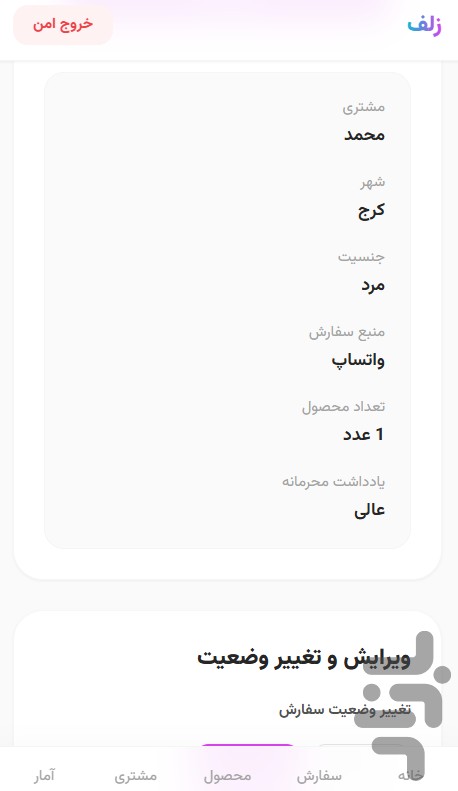 زلف
خروج امن
مشتری
محمد
شهر
کرج
جنسیت
مرد
منبع سفارش
واتساپ
تعداد محصول
1 عدد
یادداشت محرمانه
عالی
ویرایش و تغییر وضعیت
تغییر وضعیت سفارش
خانه
سفارش
محصول
مشتری
آمار